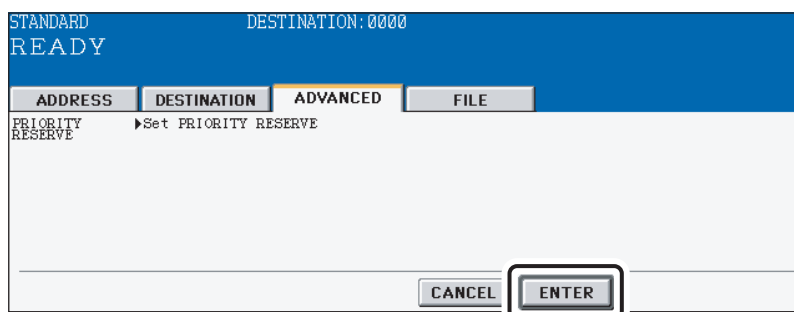 STANDARD DESTINATION:0000
READY
ADDRESS DESTINATION ADVANCED FILE
PRIORITY RESERVE ▶Set PRIORITY RESERVE
CANCEL ENTER